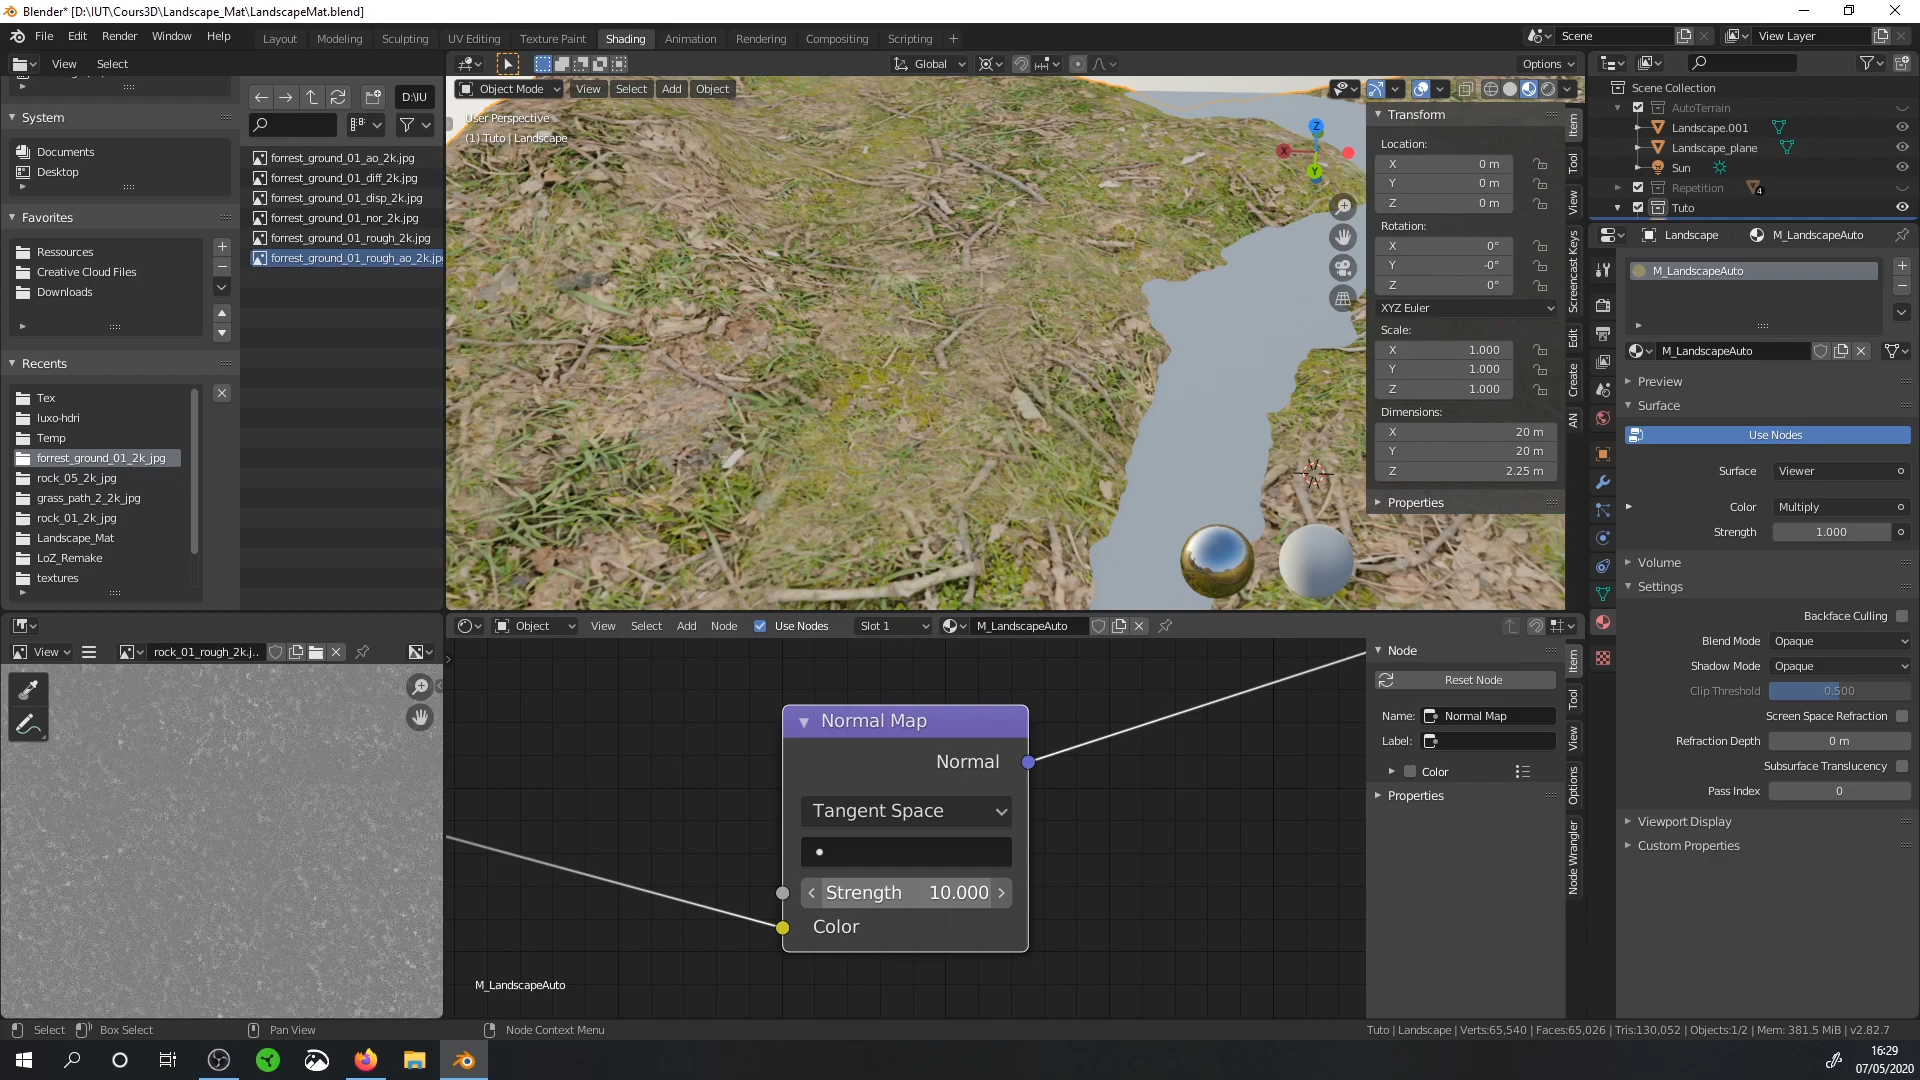 Blender* [D:\IUT\Cours3D\Landscape_Mat\LandscapeMat.blend]
File Edit Render Window Help
Layout Modeling Sculpting UV Editing Texture Paint Shading Animation Rendering Compositing Scripting +
Scene
View Layer
View Select
Global
Options
D:\IU
Object Mode View Select Add Object
User Perspective
(1) Tuto | Landscape
System
Documents
Desktop
Favorites
Ressources
Creative Cloud Files
Downloads
Recents
Tex
luxo-hdri
Temp
forrest_ground_01_2k_jpg
rock_05_2k_jpg
grass_path_2_2k_jpg
rock_01_2k_jpg
Landscape_Mat
LoZ_Remake
textures
forrest_ground_01_ao_2k.jpg
forrest_ground_01_diff_2k.jpg
forrest_ground_01_disp_2k.jpg
forrest_ground_01_nor_2k.jpg
forrest_ground_01_rough_2k.jpg
forrest_ground_01_rough_ao_2k.jpg
Z
X
Y
Transform
Location:
X 0 m
Y 0 m
Z 0 m
Rotation:
X 0°
Y -0°
Z 0°
XYZ Euler
Scale:
X 1.000
Y 1.000
Z 1.000
Dimensions:
X 20 m
Y 20 m
Z 2.25 m
Properties
Item
Tool
View
Screencast Keys
Edit
Create
AN
Scene Collection
AutoTerrain
Landscape.001
Landscape_plane
Sun
Repetition 4
Tuto
Landscape M_LandscapeAuto
M_LandscapeAuto
M_LandscapeAuto
Preview
Surface
Use Nodes
Surface Viewer
Color Multiply
Strength 1.000
Volume
Settings
Backface Culling
Blend Mode Opaque
Shadow Mode Opaque
Clip Threshold 0.500
Screen Space Refraction
Refraction Depth 0 m
Subsurface Translucency
Pass Index 0
Viewport Display
Custom Properties
View rock_01_rough_2k.j..
Object View Select Add Node Use Nodes Slot 1 M_LandscapeAuto
Normal Map
Normal
Tangent Space
Strength 10.000
Color
M_LandscapeAuto
Node
Reset Node
Name: Normal Map
Label:
Color
Properties
Item
Tool
View
Options
Node Wrangler
Select Box Select Pan View Node Context Menu
Tuto | Landscape | Verts:65,540 | Faces:65,026 | Tris:130,052 | Objects:1/2 | Mem: 381.5 MiB | v2.82.7
16:29
07/05/2020